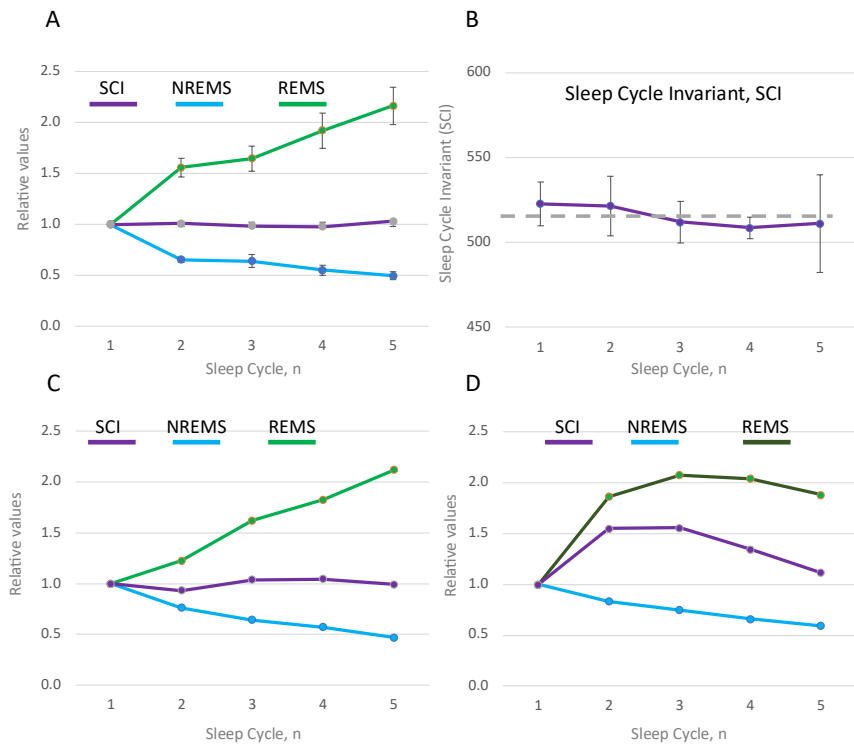 A
SCI NREMS REMS
2.5
2.0
1.5
1.0
0.5
0.0
Relative values
1 2 3 4 5
Sleep Cycle, n
B
Sleep Cycle Invariant, SCI
600
550
500
450
Sleep Cycle Invariant (SCI)
1 2 3 4 5
Sleep Cycle, n
C
SCI NREMS REMS
2.5
2.0
1.5
1.0
0.5
0.0
Relative values
1 2 3 4 5
Sleep Cycle, n
D
SCI NREMS REMS
2.5
2.0
1.5
1.0
0.5
0.0
Relative values
1 2 3 4 5
Sleep Cycle, n